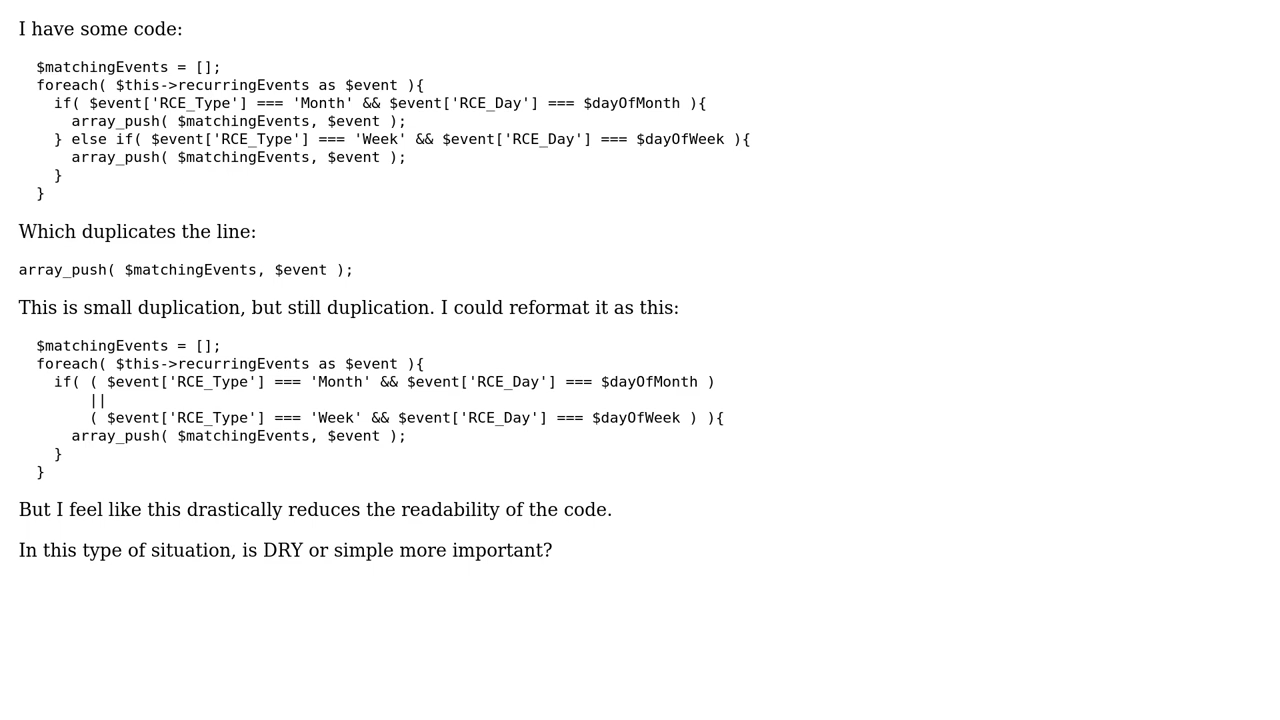 I have some code:
  $matchingEvents = [];
  foreach( $this->recurringEvents as $event ){
    if( $event['RCE_Type'] === 'Month' && $event['RCE_Day'] === $dayOfMonth ){
      array_push( $matchingEvents, $event );
    } else if( $event['RCE_Type'] === 'Week' && $event['RCE_Day'] === $dayOfWeek ){
      array_push( $matchingEvents, $event );
    }
  }
Which duplicates the line:
array_push( $matchingEvents, $event );
This is small duplication, but still duplication. I could reformat it as this:
  $matchingEvents = [];
  foreach( $this->recurringEvents as $event ){
    if( ( $event['RCE_Type'] === 'Month' && $event['RCE_Day'] === $dayOfMonth )
        ||
        ( $event['RCE_Type'] === 'Week' && $event['RCE_Day'] === $dayOfWeek ) ){
      array_push( $matchingEvents, $event );
    }
  }
But I feel like this drastically reduces the readability of the code.
In this type of situation, is DRY or simple more important?